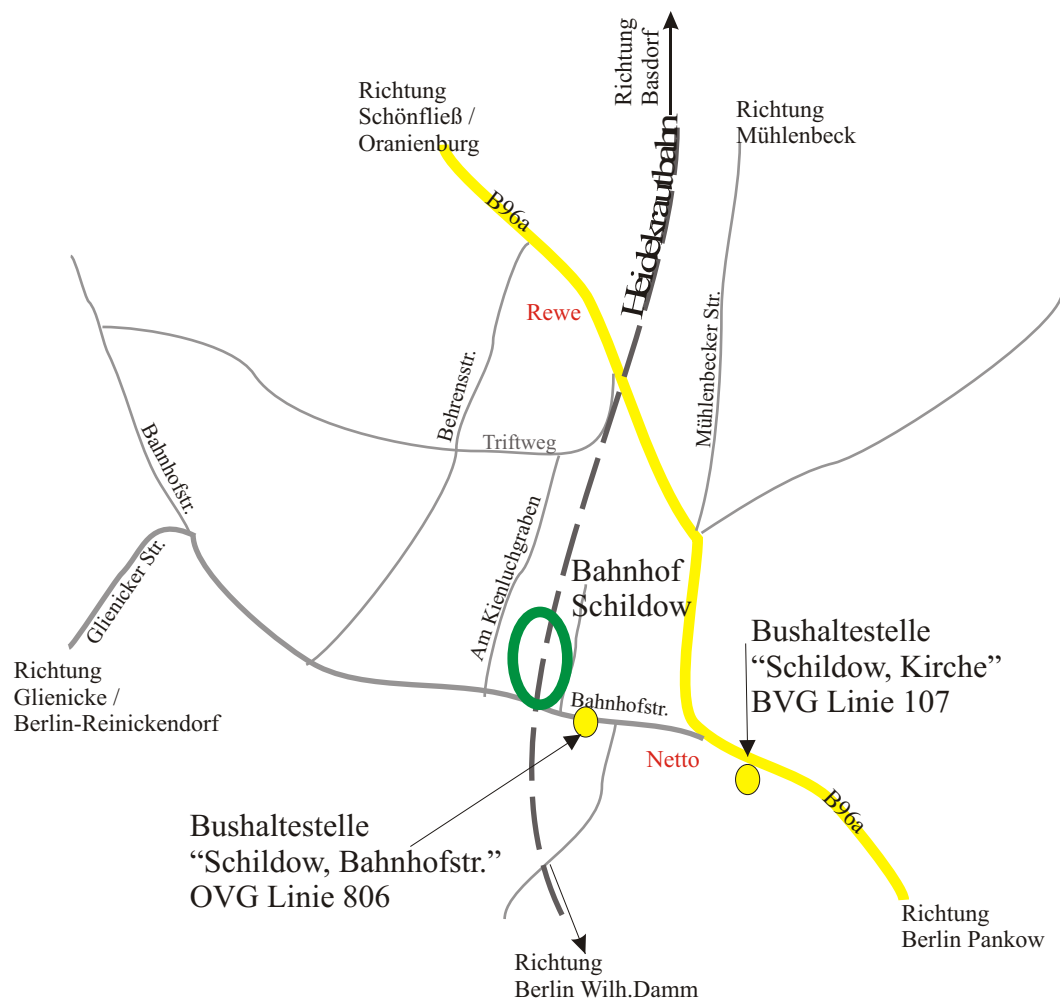 Richtung
Basdorf
Richtung
Schönfließ /
Oranienburg
Richtung
Mühlenbeck
B96a
Heidekrautbahn
Rewe
Mühlenbecker Str.
Behrensstr.
Triftweg
Bahnhofstr.
Glienicker Str.
Am Kienluchgraben
Bahnhof
Schildow
Bushaltestelle
“Schildow, Kirche”
BVG Linie 107
Richtung
Glienicke /
Berlin-Reinickendorf
Bahnhofstr.
Netto
B96a
Bushaltestelle
“Schildow, Bahnhofstr.”
OVG Linie 806
Richtung
Berlin Pankow
Richtung
Berlin Wilh.Damm